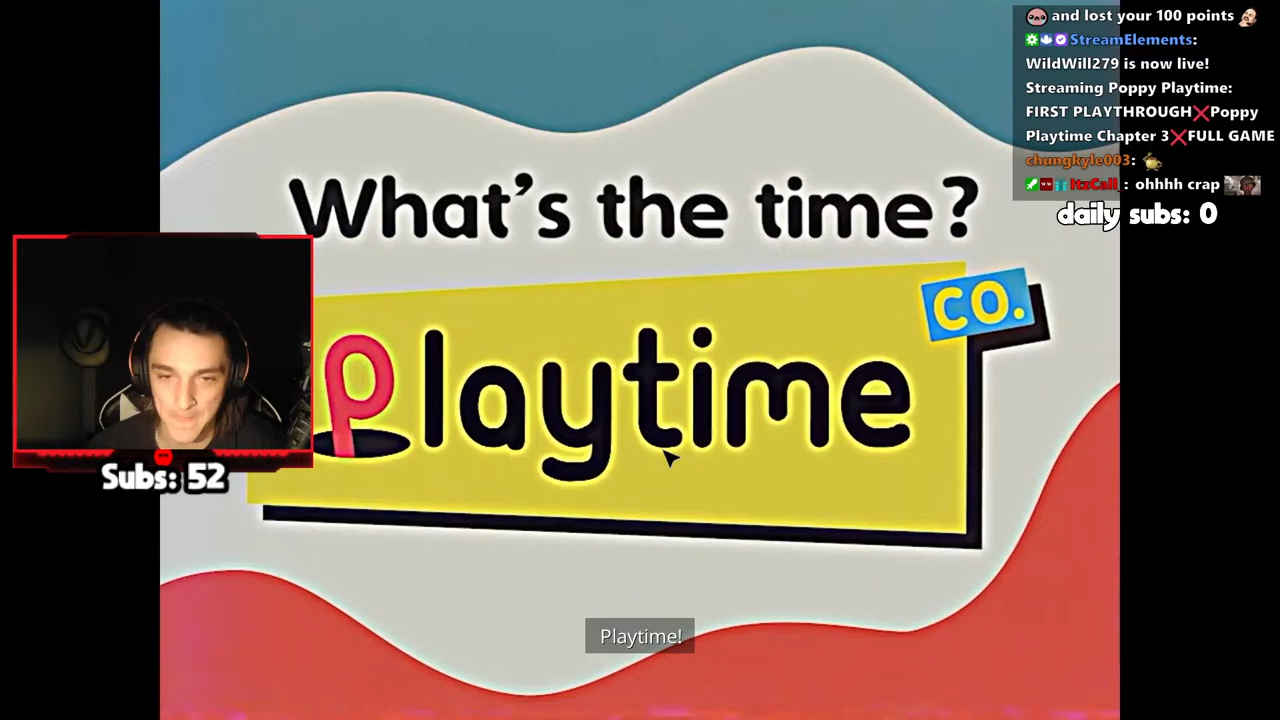 and lost your 100 points
StreamElements:
WildWill279 is now live!
Streaming Poppy Playtime:
FIRST PLAYTHROUGH❌Poppy
Playtime Chapter 3❌FULL GAME
chungkyle003:
ItzCall_: ohhhh crap
daily subs: 0
What's the time?
Playtime
CO.
Subs: 52
Playtime!